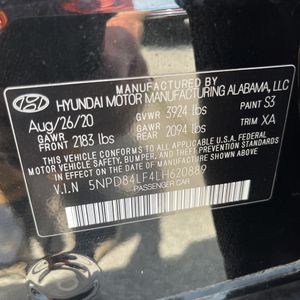 MANUFACTURED BY
HYUNDAI MOTOR MANUFACTURING ALABAMA, LLC
Aug/26/20 GVWR 3924 lbs PAINT S3
GAWR FRONT 2183 lbs GAWR REAR 2094 lbs TRIM XA
THIS VEHICLE CONFORMS TO ALL APPLICABLE FEDERAL MOTOR VEHICLE SAFETY, BUMPER, AND THEFT PREVENTION STANDARDS IN EFFECT ON THE DATE OF MANUFACTURE SHOWN ABOVE.
V.I.N 5NPD84LF4LH620889
PASSENGER CAR